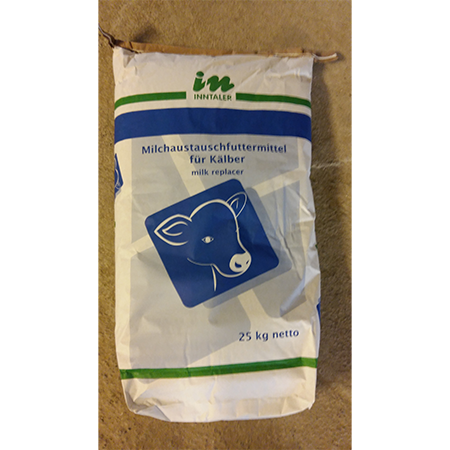 in
INNTALER
Milchaustauschfuttermittel
für Kälber
milk replacer
25 kg netto